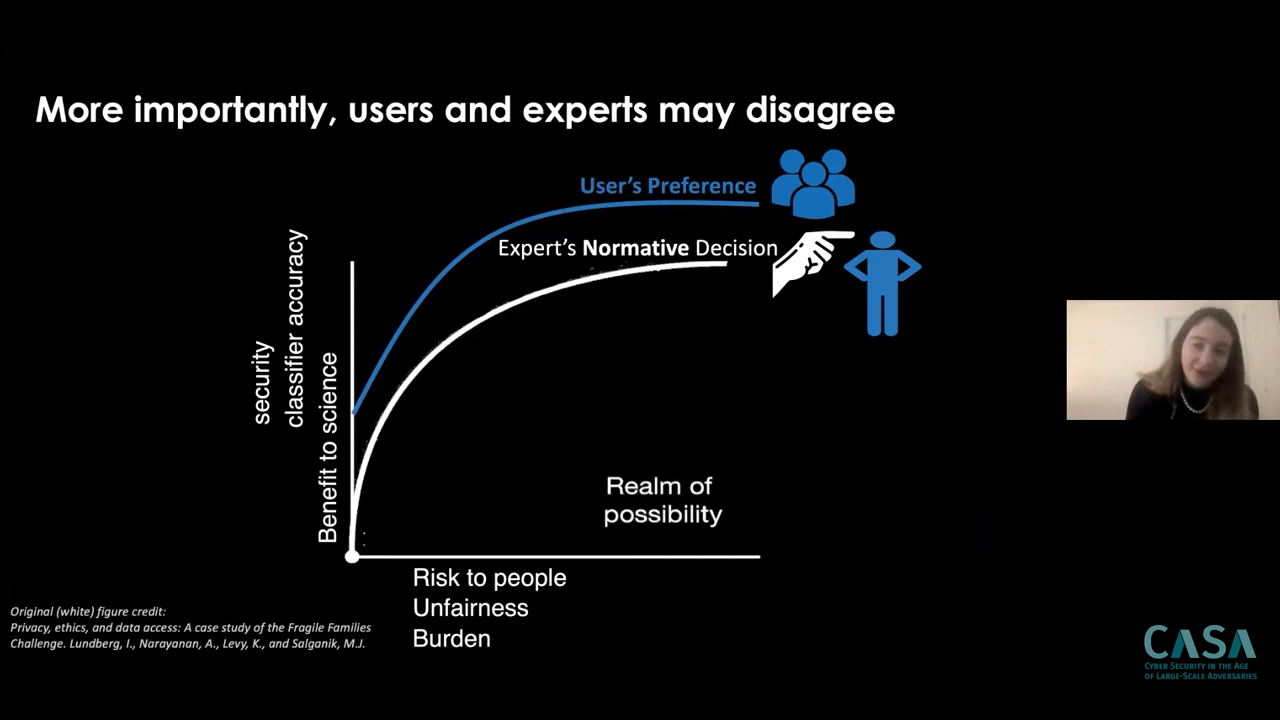 More importantly, users and experts may disagree
User's Preference
Expert's Normative Decision
security
classifier accuracy
Benefit to science
Realm of
possibility
Risk to people
Unfairness
Burden
Original (white) figure credit:
Privacy, ethics, and data access: A case study of the Fragile Families
Challenge. Lundberg, I., Narayanan, A., Levy, K., and Salganik, M.J.
CASA
Cyber Security in the Age
of Large-Scale Adversaries